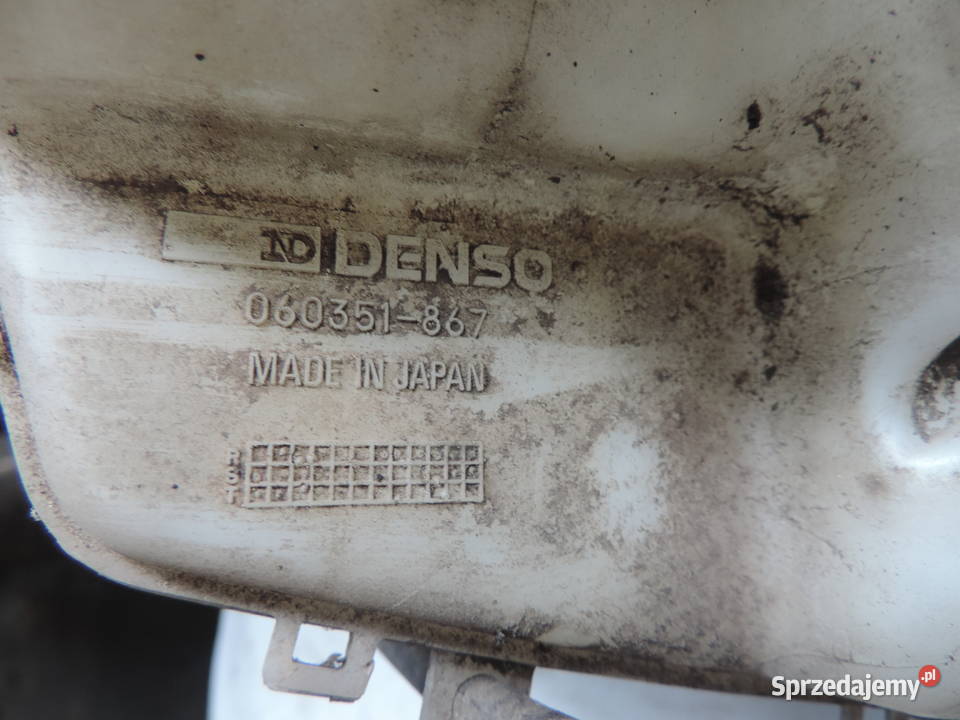 ND DENSO
060351-867
MADE IN JAPAN
R
S
T
Sprzedajemy.pl